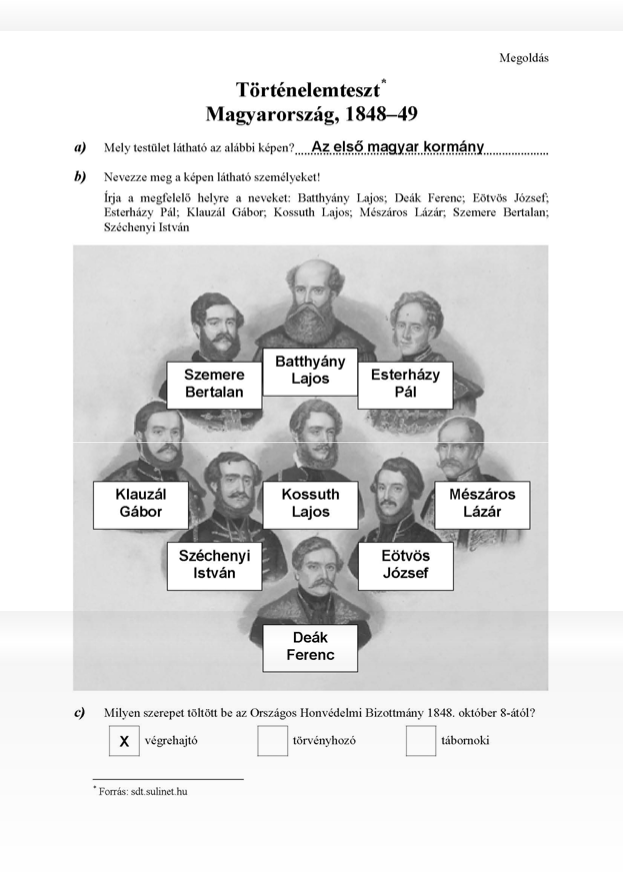 Megoldás
Történelemteszt*
Magyarország, 1848–49
a) Mely testület látható az alábbi képen?....Az első magyar kormány......................
b) Nevezze meg a képen látható személyeket!
Írja a megfelelő helyre a neveket: Batthyány Lajos; Deák Ferenc; Eötvös József;
Esterházy Pál; Klauzál Gábor; Kossuth Lajos; Mészáros Lázár; Szemere Bertalan;
Széchenyi István
Szemere
Bertalan
Batthyány
Lajos
Esterházy
Pál
Klauzál
Gábor
Kossuth
Lajos
Mészáros
Lázár
Széchenyi
István
Eötvös
József
Deák
Ferenc
c) Milyen szerepet töltött be az Országos Honvédelmi Bizottmány 1848. október 8-ától?
X végrehajtó törvényhozó tábornoki
* Forrás: sdt.sulinet.hu